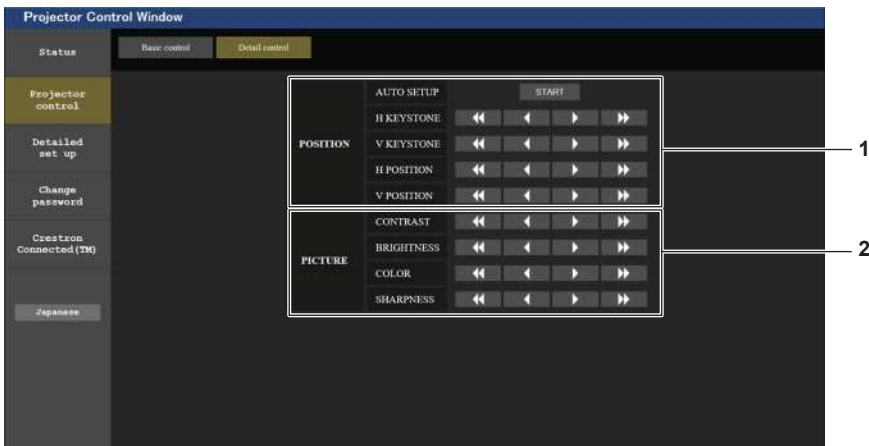 Projector Control Window
Status
Basic control
Detail control
Projector
control
Detailed
set up
Change
password
Crestron
Connected(TM)
Japanese
POSITION
AUTO SETUP
START
H KEYSTONE
V KEYSTONE
H POSITION
V POSITION
1
PICTURE
CONTRAST
BRIGHTNESS
COLOR
SHARPNESS
2